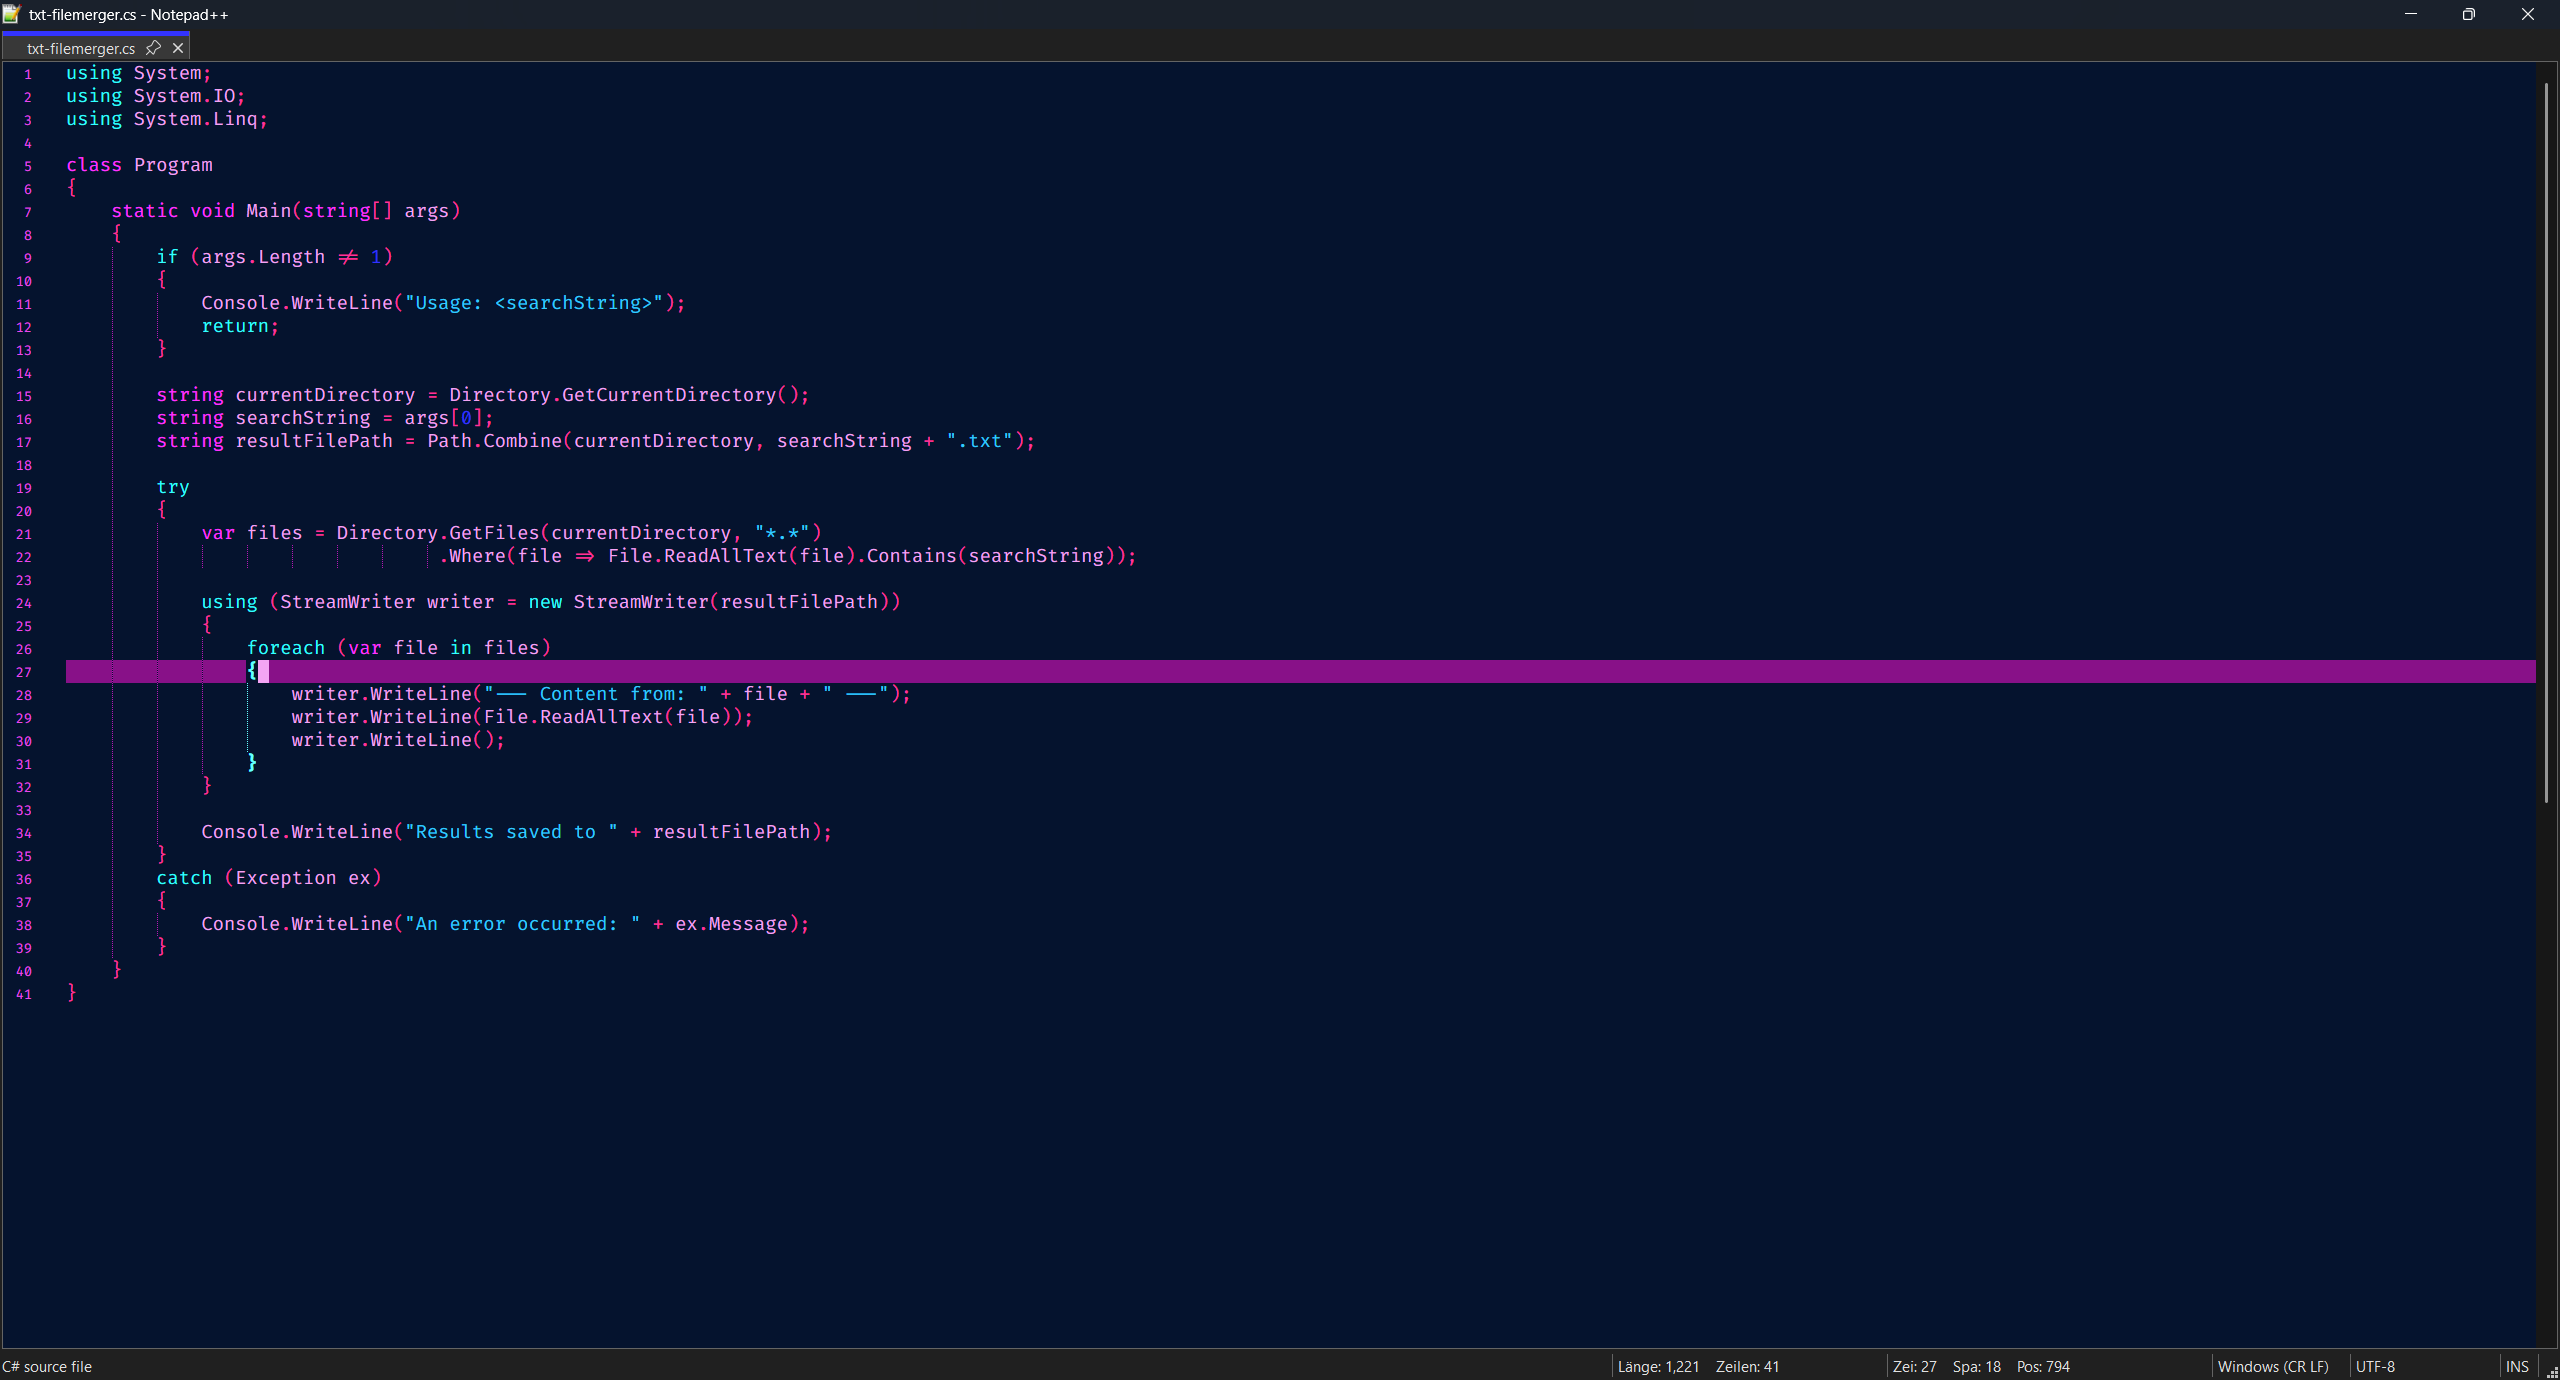 txt-filemerger.cs - Notepad++
txt-filemerger.cs
1 using System;
2 using System.IO;
3 using System.Linq;
4
5 class Program
6 {
7     static void Main(string[] args)
8     {
9         if (args.Length != 1)
10         {
11             Console.WriteLine("Usage: <searchString>");
12             return;
13         }
14
15         string currentDirectory = Directory.GetCurrentDirectory();
16         string searchString = args[0];
17         string resultFilePath = Path.Combine(currentDirectory, searchString + ".txt");
18
19         try
20         {
21             var files = Directory.GetFiles(currentDirectory, "*.*")
22                                  .Where(file => File.ReadAllText(file).Contains(searchString));
23
24             using (StreamWriter writer = new StreamWriter(resultFilePath))
25             {
26                 foreach (var file in files)
27                 {
28                     writer.WriteLine("--- Content from: " + file + " ---");
29                     writer.WriteLine(File.ReadAllText(file));
30                     writer.WriteLine();
31                 }
32             }
33
34             Console.WriteLine("Results saved to " + resultFilePath);
35         }
36         catch (Exception ex)
37         {
38             Console.WriteLine("An error occurred: " + ex.Message);
39         }
40     }
41 }
C# source file Länge: 1,221 Zeilen: 41 Zei: 27 Spa: 18 Pos: 794 Windows (CR LF) UTF-8 INS